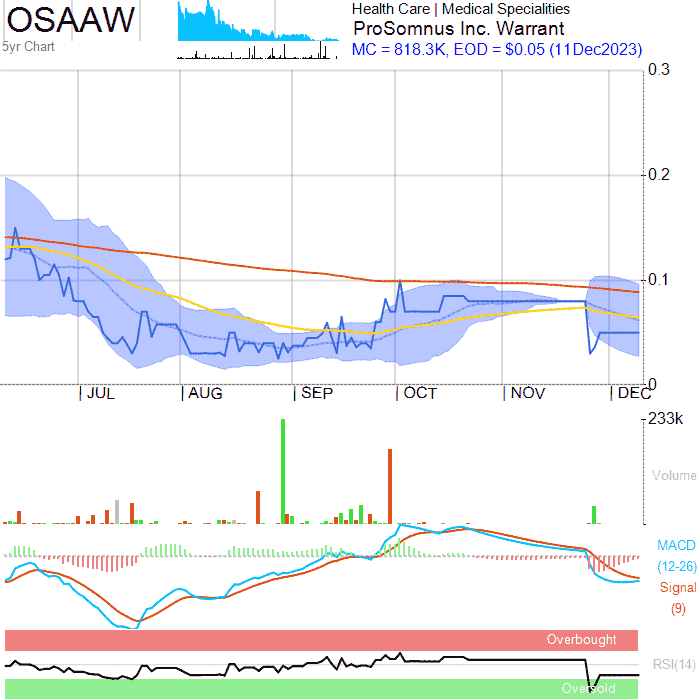 OSAAW
5yr Chart
Health Care | Medical Specialities
ProSomnus Inc. Warrant
MC = 818.3K, EOD = $0.05 (11Dec2023)
0.3
0.2
0.1
0
JUL
AUG
SEP
OCT
NOV
DEC
233k
Volume
MACD
(12-26)
Signal
(9)
Overbought
RSI(14)
Oversold